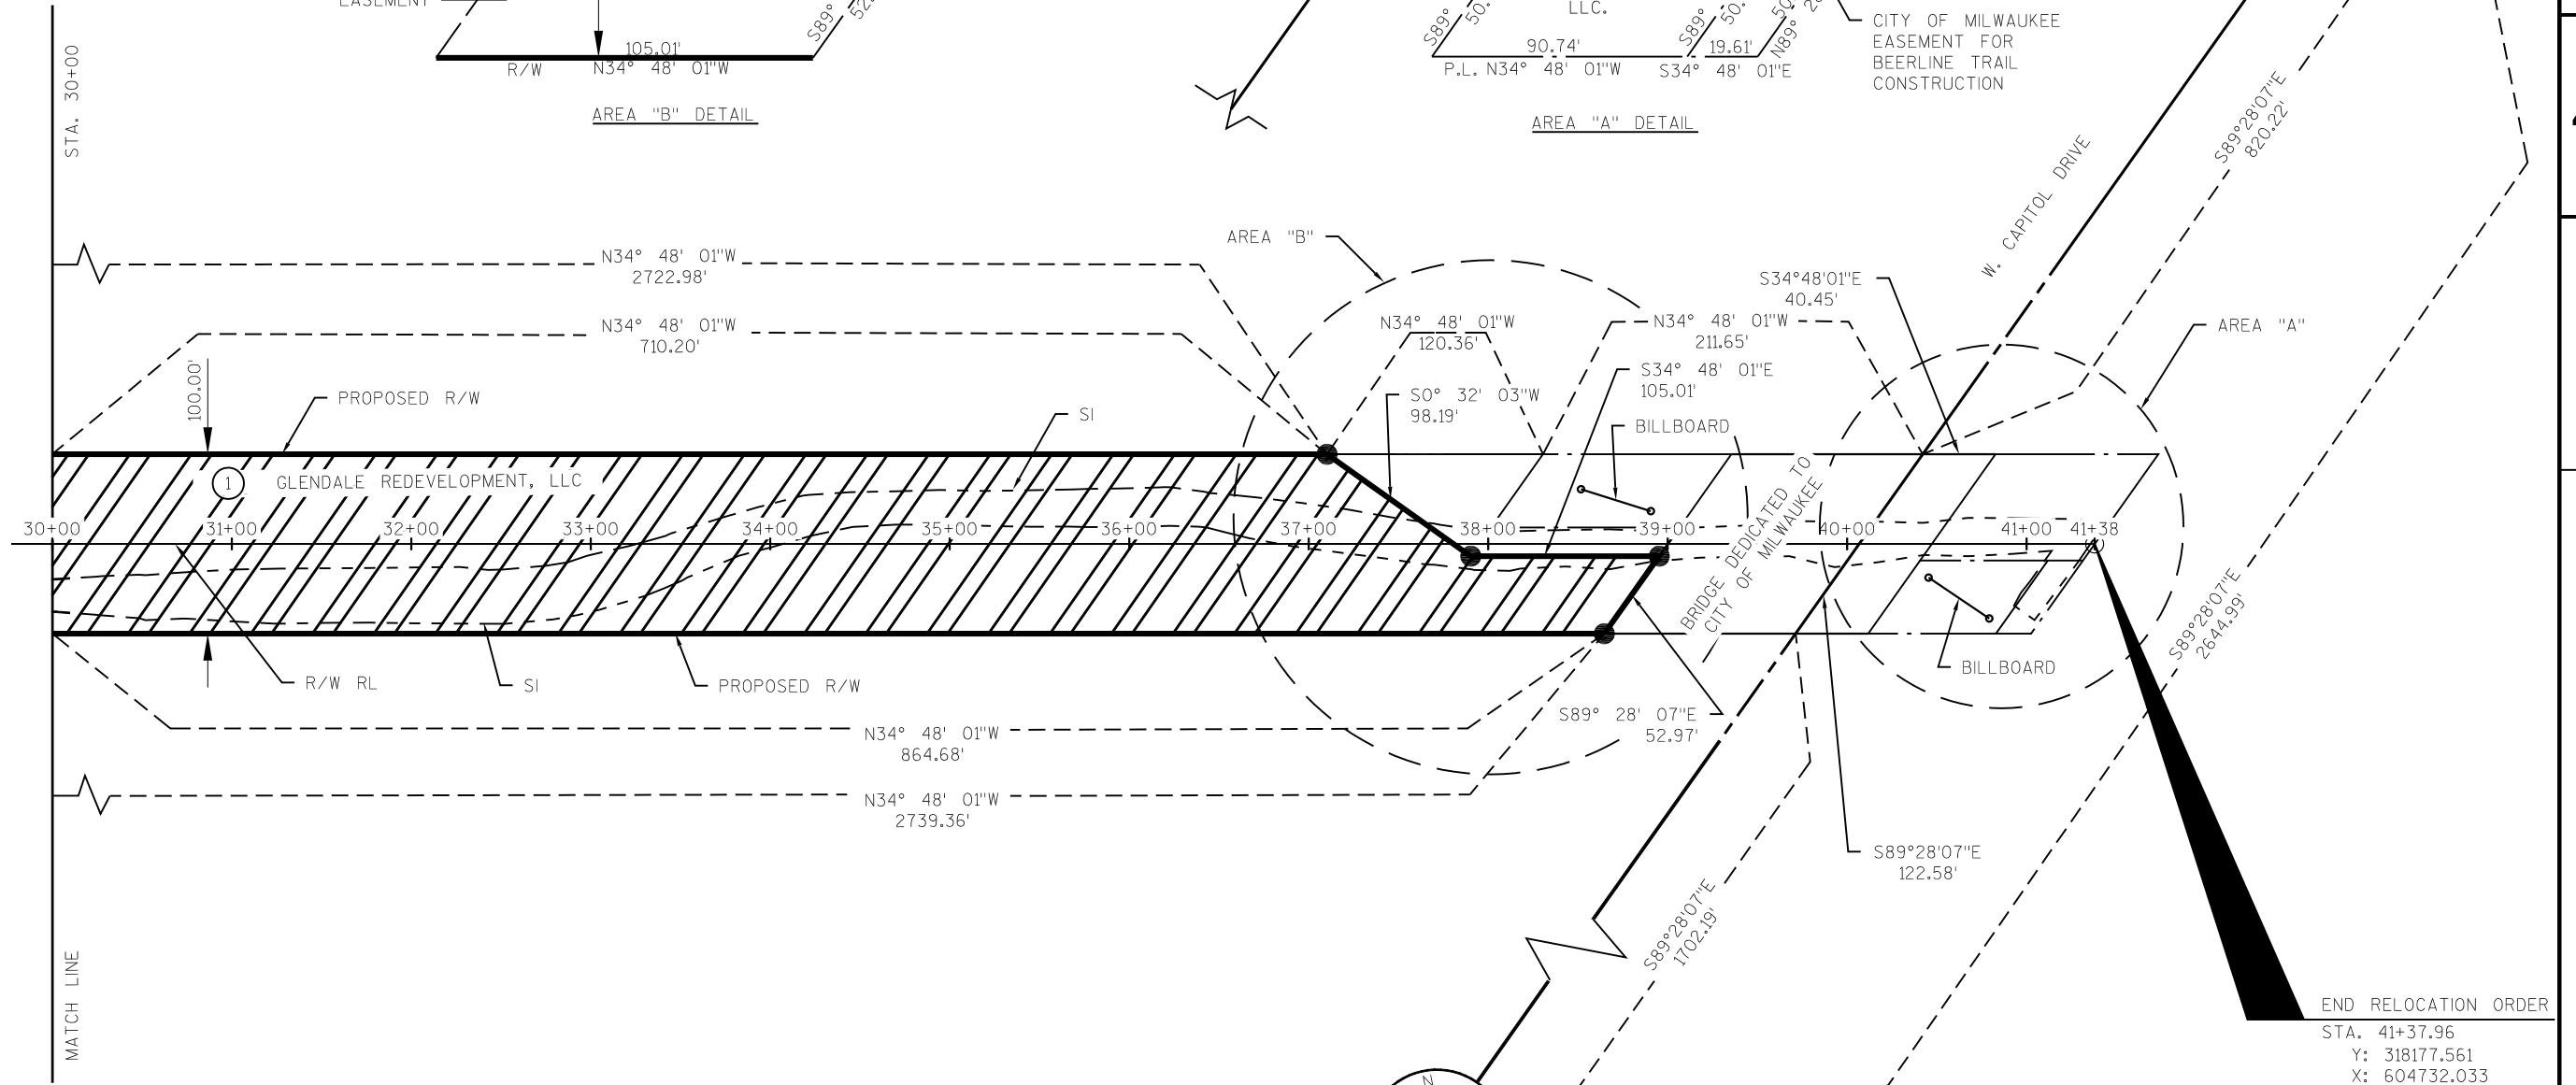 EASEMENT
S89°
105.01'
R/W
N34° 48' 01"W
AREA "B" DETAIL
STA. 30+00
LLC.
S89°
50.
90.74'
S89°
50.
19.61'
N89°
P.L. N34° 48' 01"W
S34° 48' 01"E
AREA "A" DETAIL
CITY OF MILWAUKEE
EASEMENT FOR
BEERLINE TRAIL
CONSTRUCTION
S89°28'07"E
820.22'
W. CAPITOL DRIVE
N34° 48' 01"W
2722.98'
AREA "B"
S34°48'01"E
40.45'
N34° 48' 01"W
710.20'
N34° 48' 01"W
120.36'
N34° 48' 01"W
211.65'
AREA "A"
100.00'
PROPOSED R/W
SI
S0° 32' 03"W
98.19'
S34° 48' 01"E
105.01'
BILLBOARD
1
GLENDALE REDEVELOPMENT, LLC
30+00
31+00
32+00
33+00
34+00
35+00
36+00
37+00
38+00
39+00
40+00
41+00
41+38
BRIDGE DEDICATED TO
CITY OF MILWAUKEE
BILLBOARD
S89°28'07"E
2644.99'
R/W RL
SI
PROPOSED R/W
S89° 28' 07"E
52.97'
N34° 48' 01"W
864.68'
N34° 48' 01"W
2739.36'
S89°28'07"E
122.58'
S89°28'07"E
1702.19'
MATCH LINE
END RELOCATION ORDER
STA. 41+37.96
Y: 318177.561
X: 604732.033
N